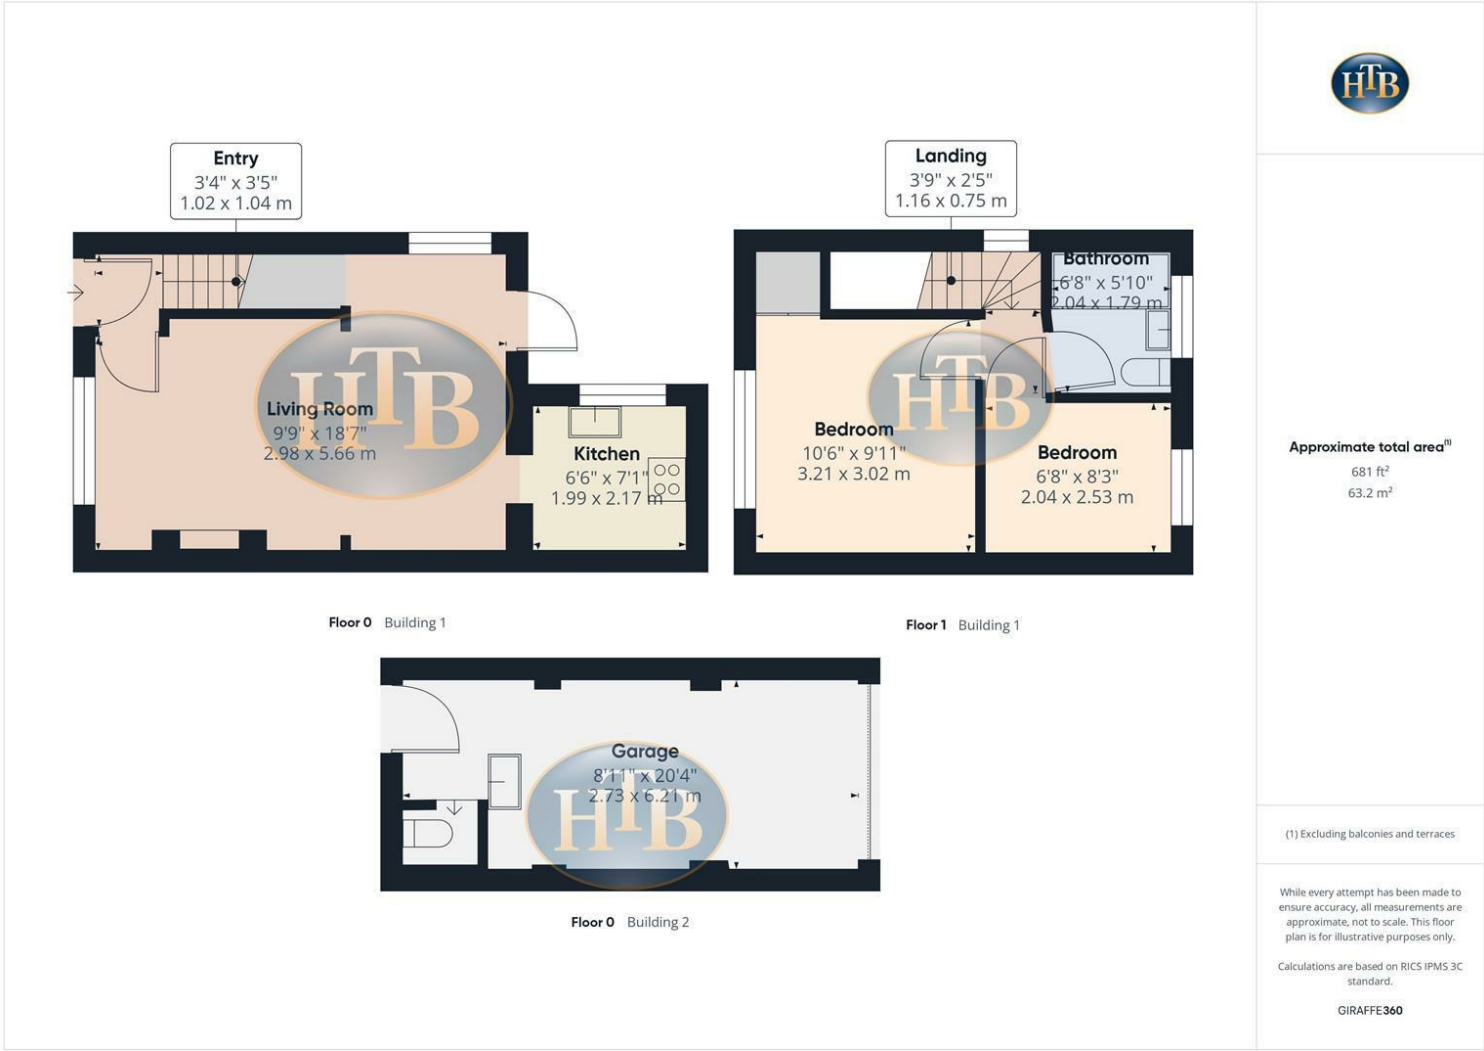 HTB
Entry
3'4" x 3'5"
1.02 x 1.04 m
Landing
3'9" x 2'5"
1.16 x 0.75 m
Bathroom
6'8" x 5'10"
2.04 x 1.79 m
HTB
Living Room
9'9" x 18'7"
2.98 x 5.66 m
Kitchen
6'6" x 7'1"
1.99 x 2.17 m
HTB
Bedroom
10'6" x 9'11"
3.21 x 3.02 m
Bedroom
6'8" x 8'3"
2.04 x 2.53 m
Floor 0 Building 1
Floor 1 Building 1
Garage
8'11" x 20'4"
2.73 x 6.21 m
HTB
Floor 0 Building 2
Approximate total area(1)
681 ft²
63.2 m²
(1) Excluding balconies and terraces
While every attempt has been made to
ensure accuracy, all measurements are
approximate, not to scale. This floor
plan is for illustrative purposes only.
Calculations are based on RICS IPMS 3C
standard.
GIRAFFE360